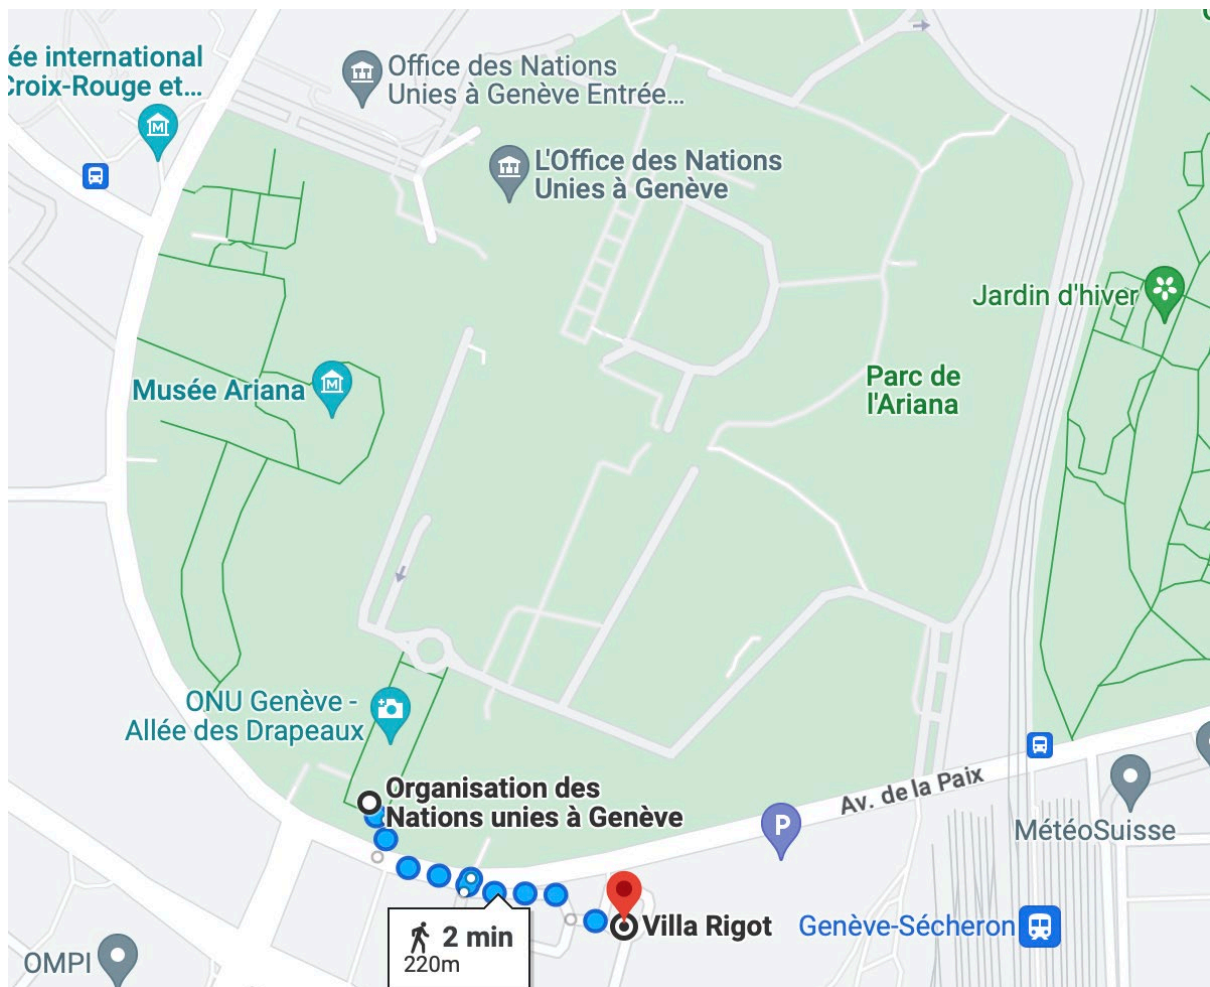 ée international
Croix-Rouge et...
Office des Nations
Unies à Genève Entrée...
L'Office des Nations
Unies à Genève
Jardin d'hiver
Musée Ariana
Parc de
l'Ariana
ONU Genève -
Allée des Drapeaux
Organisation des
Nations unies à Genève
Av. de la Paix
P
MétéoSuisse
2 min
220m
Villa Rigot
Genève-Sécheron
OMPI